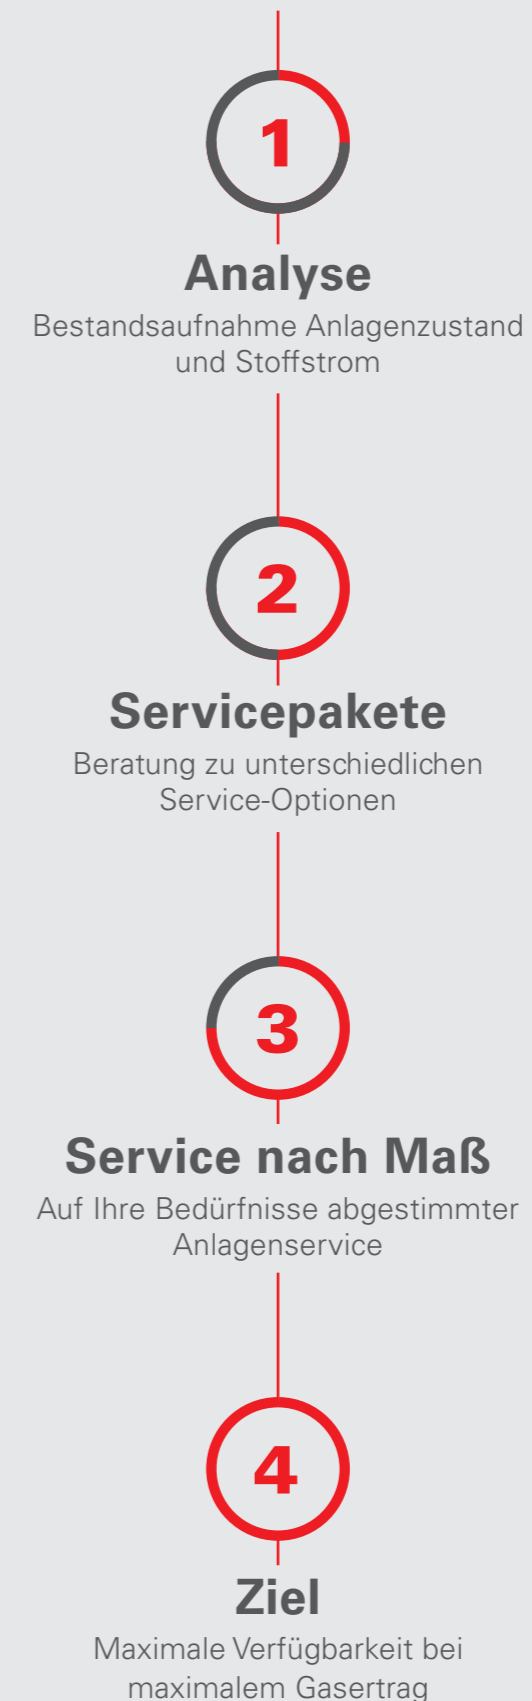 1
Analyse
Bestandsaufnahme Anlagenzustand
und Stoffstrom
2
Servicepakete
Beratung zu unterschiedlichen
Service-Optionen
3
Service nach Maß
Auf Ihre Bedürfnisse abgestimmter
Anlagenservice
4
Ziel
Maximale Verfügbarkeit bei
maximalem Gasertrag